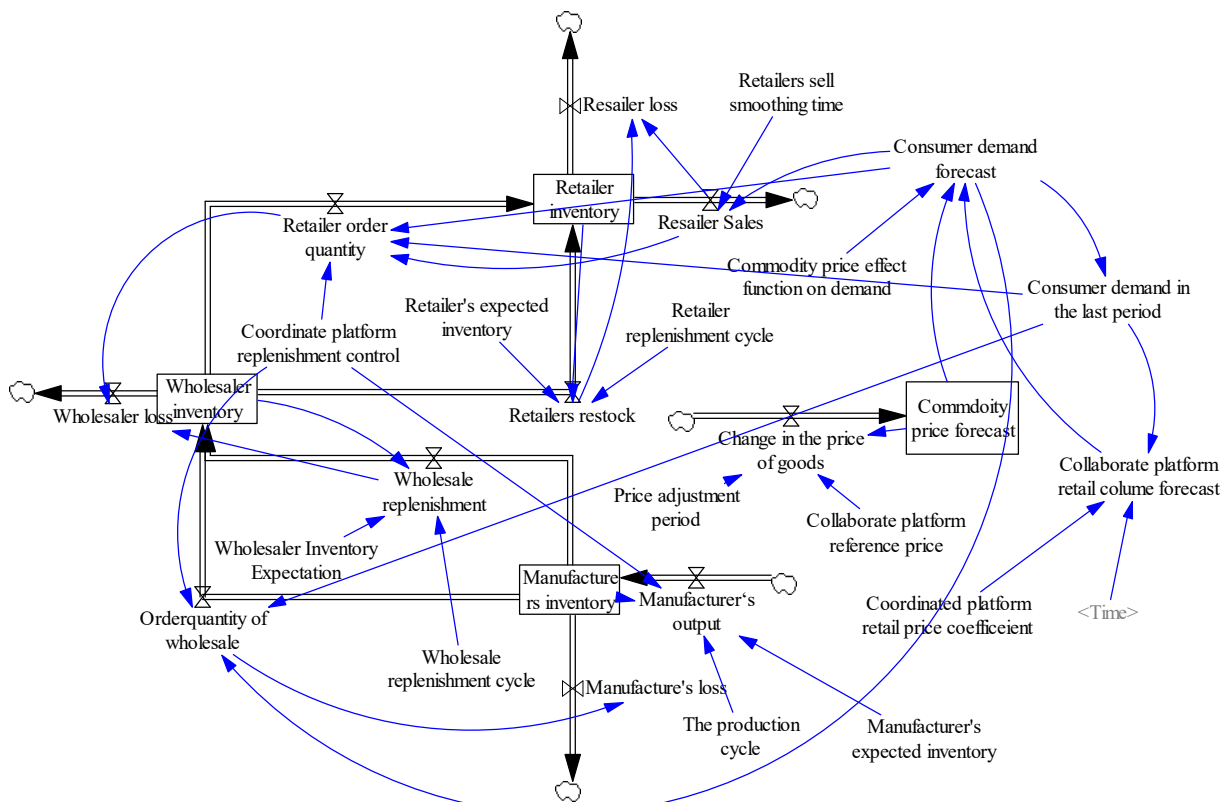 Resailer loss
Retailers sell
smoothing time
Consumer demand
forecast
Retailer
inventory
Resailer Sales
Retailer order
quantity
Commodity price effect
function on demand
Consumer demand in
the last period
Retailer's expected
inventory
Retailer
replenishment cycle
Coordinate platform
replenishment control
Wholesaler
inventory
Wholesaler loss
Retailers restock
Commdoity
price forecast
Change in the price
of goods
Collaborate platform
retail colume forecast
Wholesale
replenishment
Price adjustment
period
Collaborate platform
reference price
Wholesaler Inventory
Expectation
Manufacture
rs inventory
Manufacturer‘s
output
Coordinated platform
retail price coefficeient
<Time>
Orderquantity of
wholesale
Wholesale
replenishment cycle
Manufacture's loss
The production
cycle
Manufacturer's
expected inventory